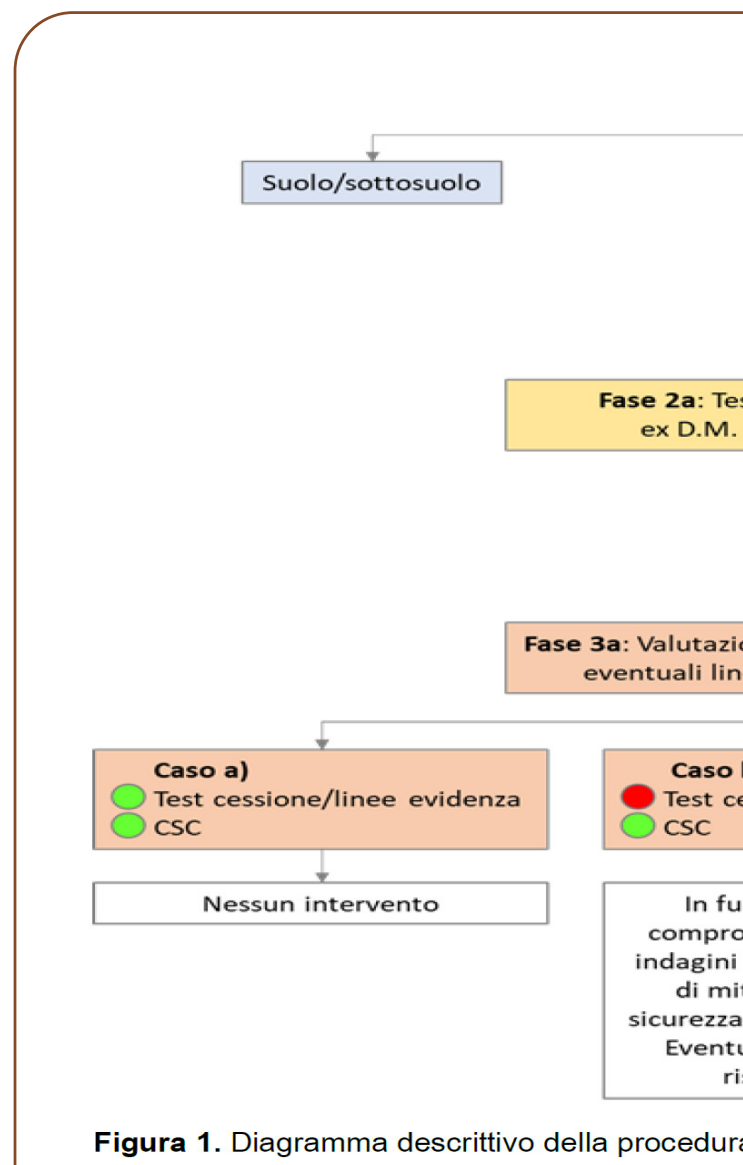 Suolo/sottosuolo
Fase 2a: Tes
ex D.M.
Fase 3a: Valutazio
eventuali lin
Caso a)
Test cessione/linee evidenza
CSC
Caso
Test ce
CSC
Nessun intervento
In fu
compro
indagini
di mit
sicurezza
Eventu
ris
Figura 1. Diagramma descrittivo della procedura